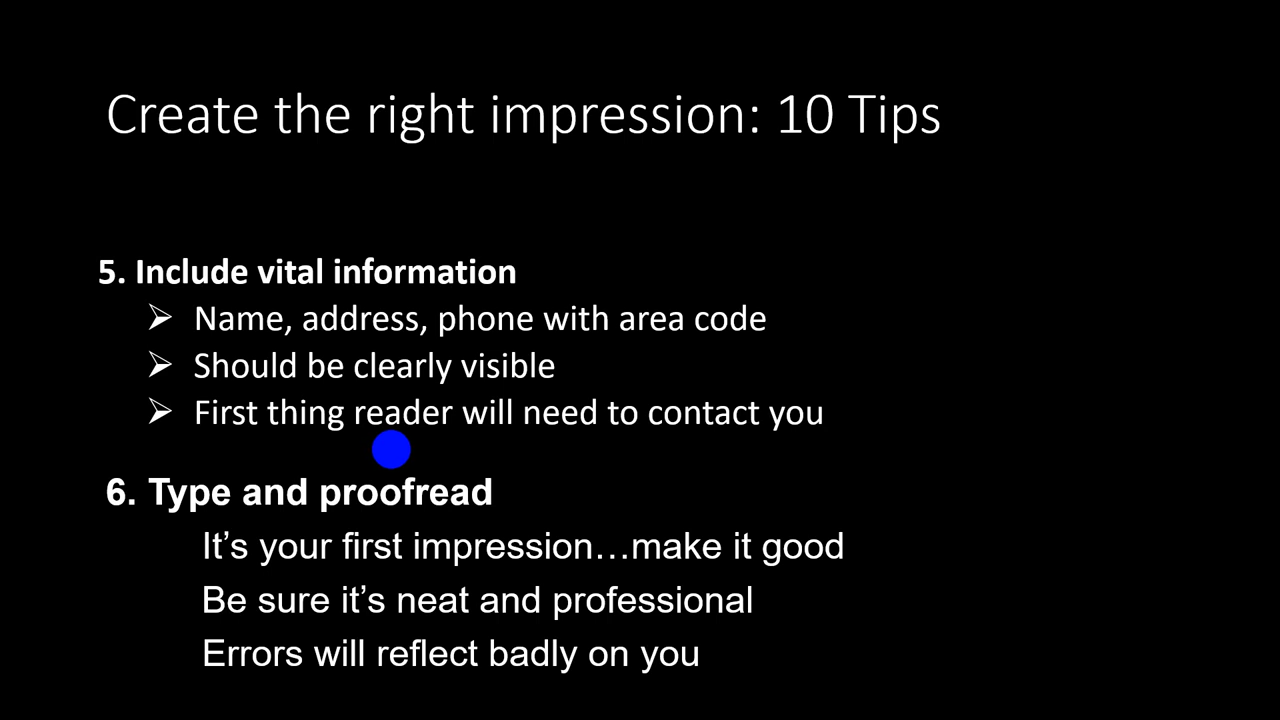 Create the right impression: 10 Tips
5. Include vital information
➢ Name, address, phone with area code
➢ Should be clearly visible
➢ First thing reader will need to contact you
6. Type and proofread
It’s your first impression…make it good
Be sure it’s neat and professional
Errors will reflect badly on you